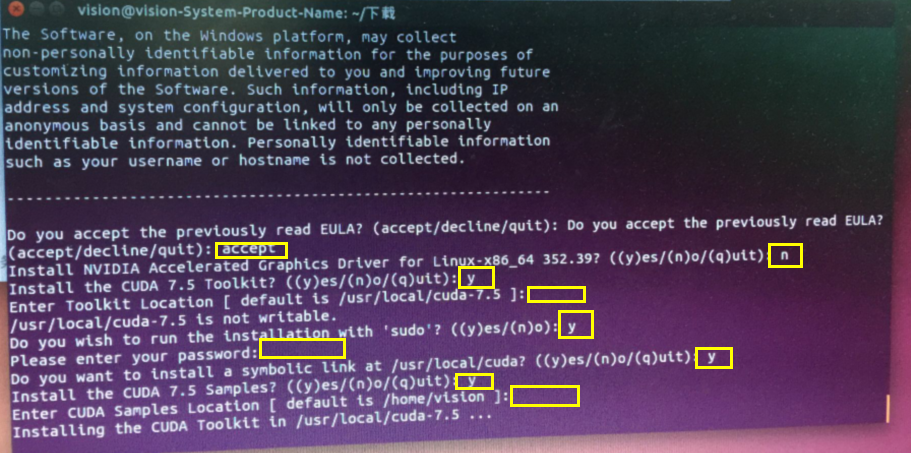 vision@vision-System-Product-Name: ~/下载
The Software, on the Windows platform, may collect
non-personally identifiable information for the purposes of
customizing information delivered to you and improving future
versions of the Software. Such information, including IP
address and system configuration, will only be collected on an
anonymous basis and cannot be linked to any personally
identifiable information. Personally identifiable information
such as your username or hostname is not collected.
------------------------------------------------------------
Do you accept the previously read EULA? (accept/decline/quit): Do you accept the previously read EULA?
(accept/decline/quit): accept
Install NVIDIA Accelerated Graphics Driver for Linux-x86_64 352.39? ((y)es/(n)o/(q)uit): n
Install the CUDA 7.5 Toolkit? ((y)es/(n)o/(q)uit): y
Enter Toolkit Location [ default is /usr/local/cuda-7.5 ]:
/usr/local/cuda-7.5 is not writable.
Do you wish to run the installation with 'sudo'? ((y)es/(n)o): y
Please enter your password:
Do you want to install a symbolic link at /usr/local/cuda? ((y)es/(n)o/(q)uit): y
Install the CUDA 7.5 Samples? ((y)es/(n)o/(q)uit): y
Enter CUDA Samples Location [ default is /home/vision ]:
Installing the CUDA Toolkit in /usr/local/cuda-7.5 ...